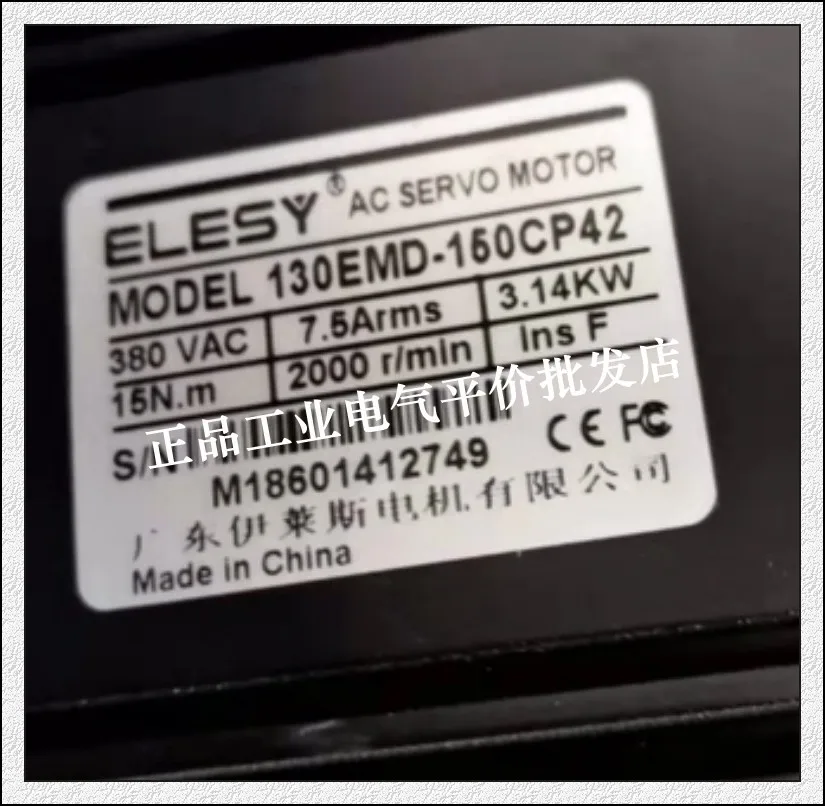 ELESY® AC SERVO MOTOR
MODEL 130EMD-150CP42
380 VAC 7.5Arms 3.14KW
15N.m 2000 r/min Ins F
正品工业电气平价批发店
S/N
CE FC
M18601412749
广东伊莱斯电机有限公司
Made in China